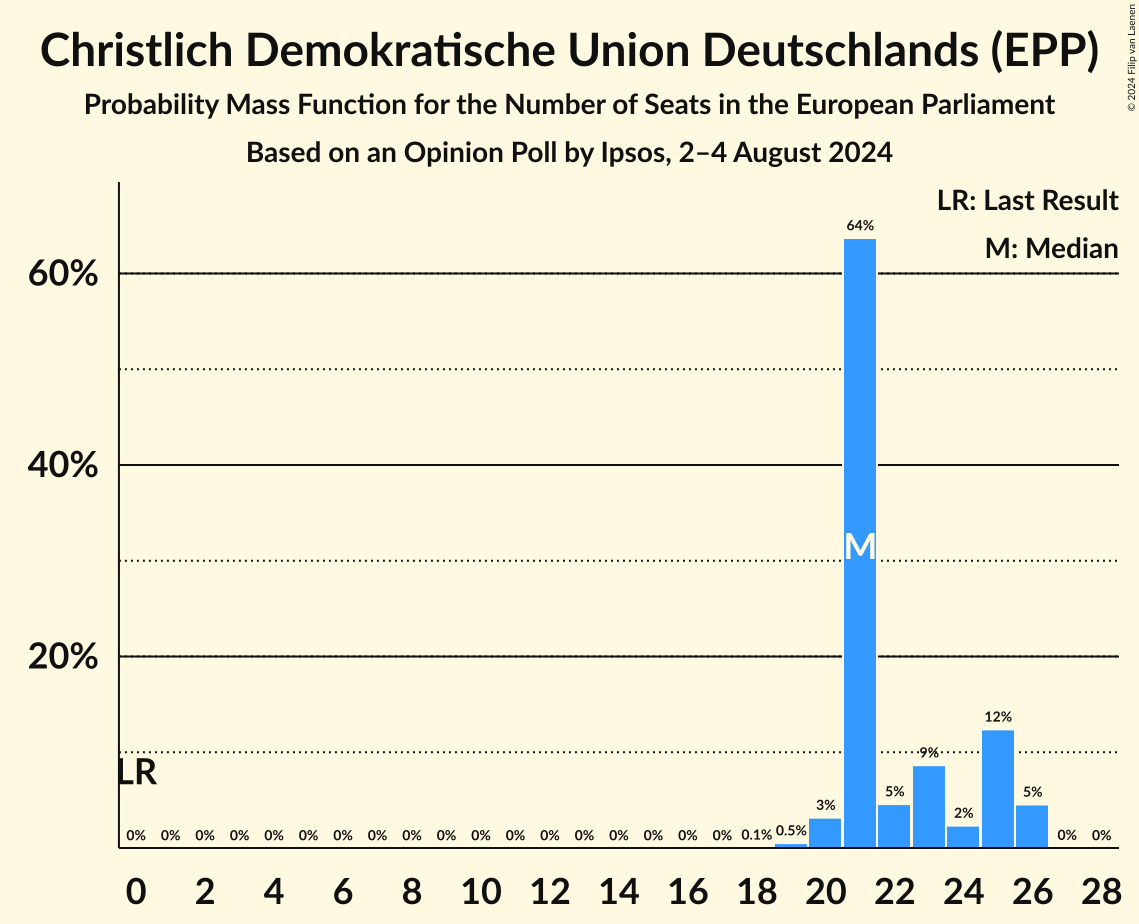 Christlich Demokratische Union Deutschlands (EPP)
Probability Mass Function for the Number of Seats in the European Parliament
Based on an Opinion Poll by Ipsos, 2–4 August 2024
© 2024 Filip van Laenen
LR: Last Result
M: Median
60%
40%
20%
64%
M
12%
9%
5%
3%
2%
5%
LR
0% 0% 0% 0% 0% 0% 0% 0% 0% 0% 0% 0% 0% 0% 0% 0% 0% 0% 0.1% 0.5% 0% 0%
0 2 4 6 8 10 12 14 16 18 20 22 24 26 28